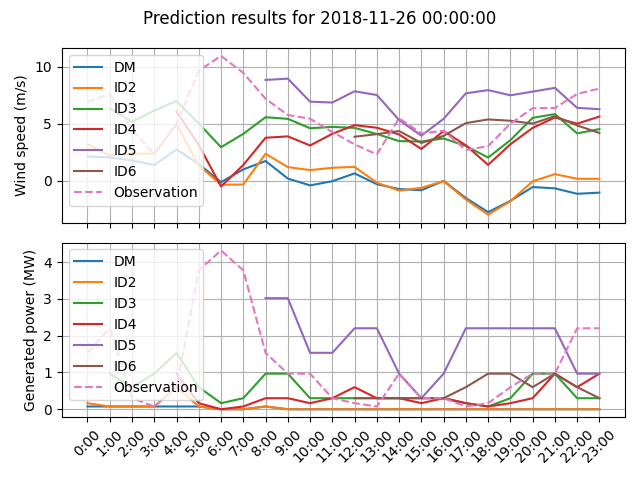 Prediction results for 2018-11-26 00:00:00
Wind speed (m/s)
10
5
0
DM
ID2
ID3
ID4
ID5
ID6
Observation
Generated power (MW)
4
3
2
1
0
DM
ID2
ID3
ID4
ID5
ID6
Observation
0:00 1:00 2:00 3:00 4:00 5:00 6:00 7:00 8:00 9:00 10:00 11:00 12:00 13:00 14:00 15:00 16:00 17:00 18:00 19:00 20:00 21:00 22:00 23:00